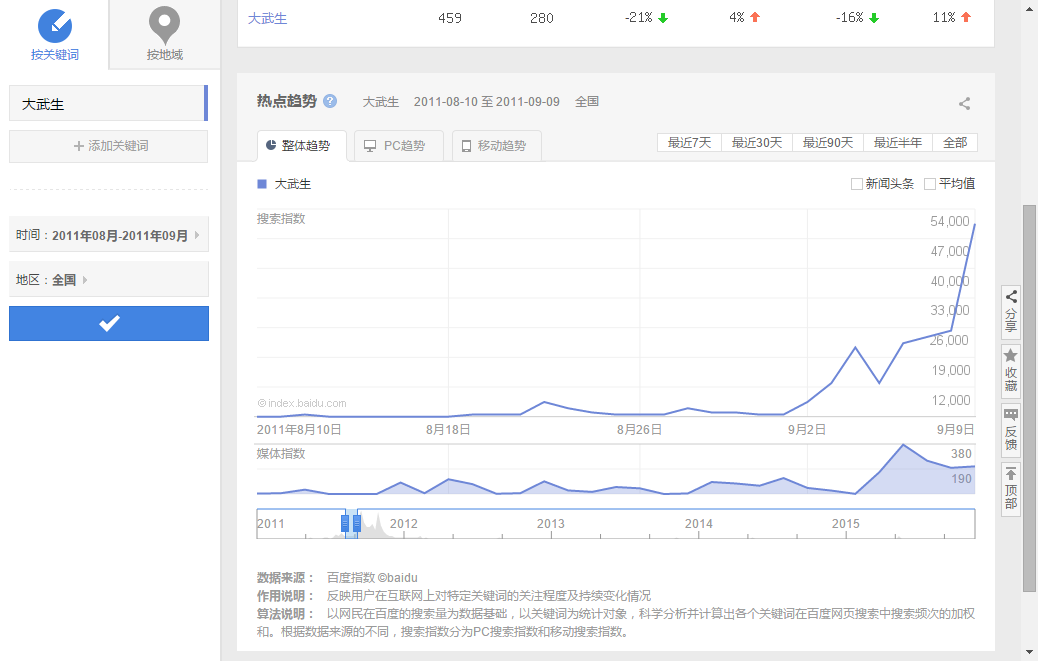 按关键词
按地域
大武生
添加关键词
时间：2011年08月-2011年09月
地区：全国
大武生 459 280 -21% 4% -16% 11%
热点趋势 ? 大武生 2011-08-10 至 2011-09-09 全国
整体趋势 PC趋势 移动趋势 最近7天 最近30天 最近90天 最近半年 全部
大武生 新闻头条 平均值
搜索指数
54,000
47,000
40,000
33,000
26,000
19,000
12,000
©index.baidu.com
2011年8月10日 8月18日 8月26日 9月2日 9月9日
媒体指数
380
190
2011 2012 2013 2014 2015
数据来源： 百度指数 ©baidu
作用说明： 反映用户在互联网上对特定关键词的关注程度及持续变化情况
算法说明： 以网民在百度的搜索量为数据基础，以关键词为统计对象，科学分析并计算出各个关键词在百度网页搜索中搜索频次的加权
和。根据数据来源的不同，搜索指数分为PC搜索指数和移动搜索指数。
分享
收藏
反馈
顶部